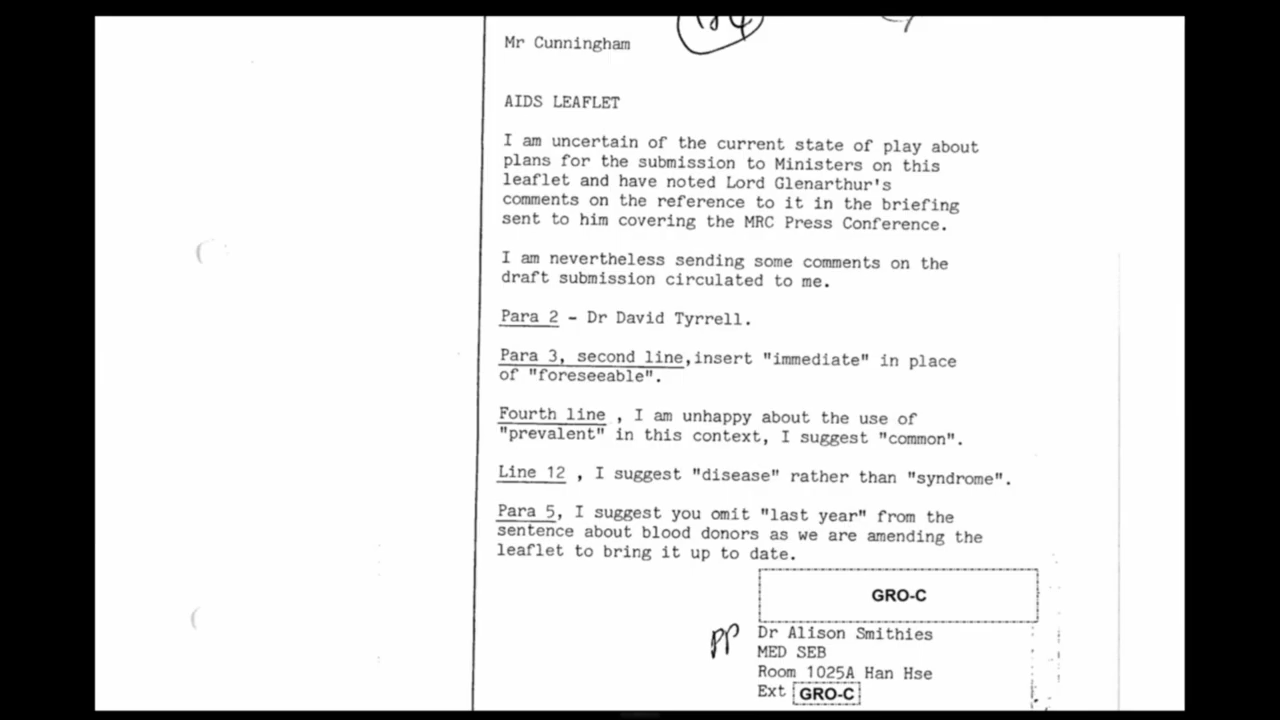 Mr Cunningham
AIDS LEAFLET
I am uncertain of the current state of play about
plans for the submission to Ministers on this
leaflet and have noted Lord Glenarthur's
comments on the reference to it in the briefing
sent to him covering the MRC Press Conference.
I am nevertheless sending some comments on the
draft submission circulated to me.
Para 2 - Dr David Tyrrell.
Para 3, second line,insert "immediate" in place
of "foreseeable".
Fourth line , I am unhappy about the use of
"prevalent" in this context, I suggest "common".
Line 12 , I suggest "disease" rather than "syndrome".
Para 5, I suggest you omit "last year" from the
sentence about blood donors as we are amending the
leaflet to bring it up to date.
GRO-C
pp Dr Alison Smithies
MED SEB
Room 1025A Han Hse
Ext GRO-C